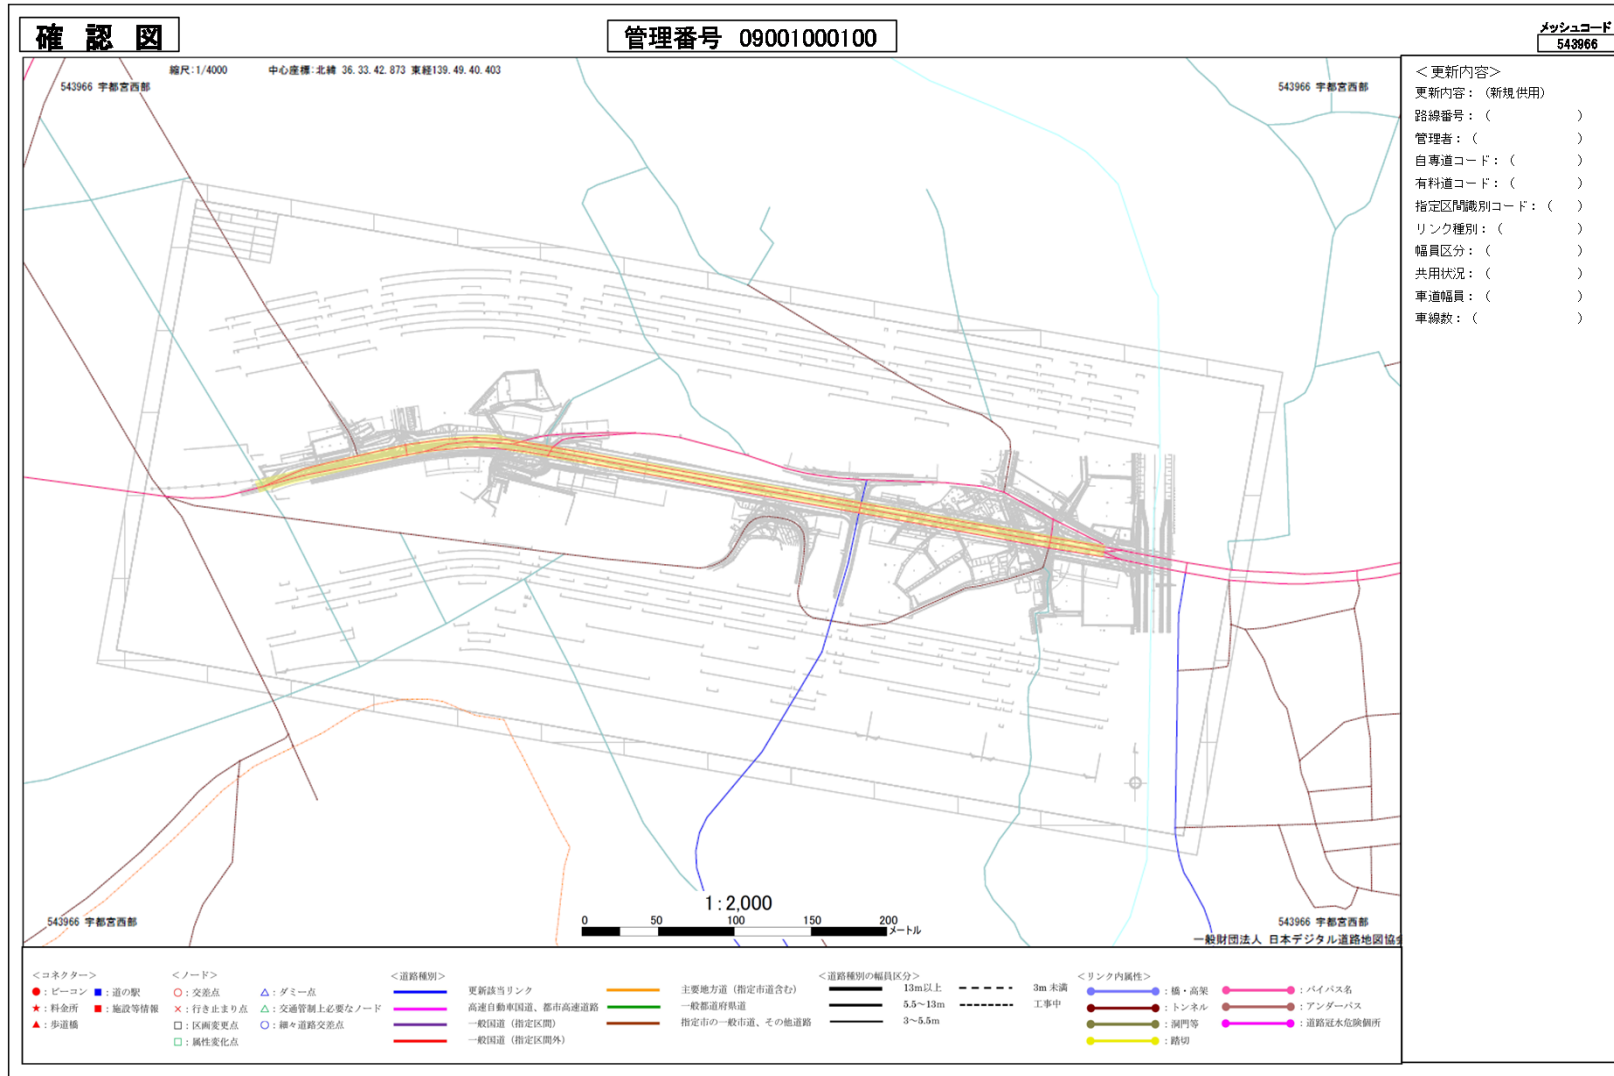 確認図
管理番号 09001000100
メッシュコード
543966
縮尺:1/4000 中心座標:北緯 36.33.42.873 東経139.49.40.403
543966 宇都宮西部
543966 宇都宮西部
＜更新内容＞
更新内容：（新規供用）
路線番号：（ ）
管理者：（ ）
自専道コード：（ ）
有料道コード：（ ）
指定区間識別コード：（ ）
リンク種別：（ ）
幅員区分：（ ）
共用状況：（ ）
車道幅員：（ ）
車線数：（ ）
1:2,000
0 50 100 150 200
メートル
543966 宇都宮西部
543966 宇都宮西部
一般財団法人 日本デジタル道路地図協会
＜コネクター＞
：ビーコン ：道の駅
：料金所 ：施設等情報
：歩道橋
＜ノード＞
：交差点 ：ダミー点
：行き止まり点 ：交通管制上必要なノード
：区画変更点 ：細々道路交差点
：属性変化点
＜道路種別＞
更新該当リンク
高速自動車国道、都市高速道路
一般国道（指定区間）
一般国道（指定区間外）
主要地方道（指定市道含む）
一般都道府県道
指定市の一般市道、その他道路
＜道路種別の幅員区分＞
13m以上 3m 未満
5.5～13m 工事中
3～5.5m
＜リンク内属性＞
：橋・高架 ：バイパス名
：トンネル ：アンダーパス
：洞門等 ：道路冠水危険個所
：踏切